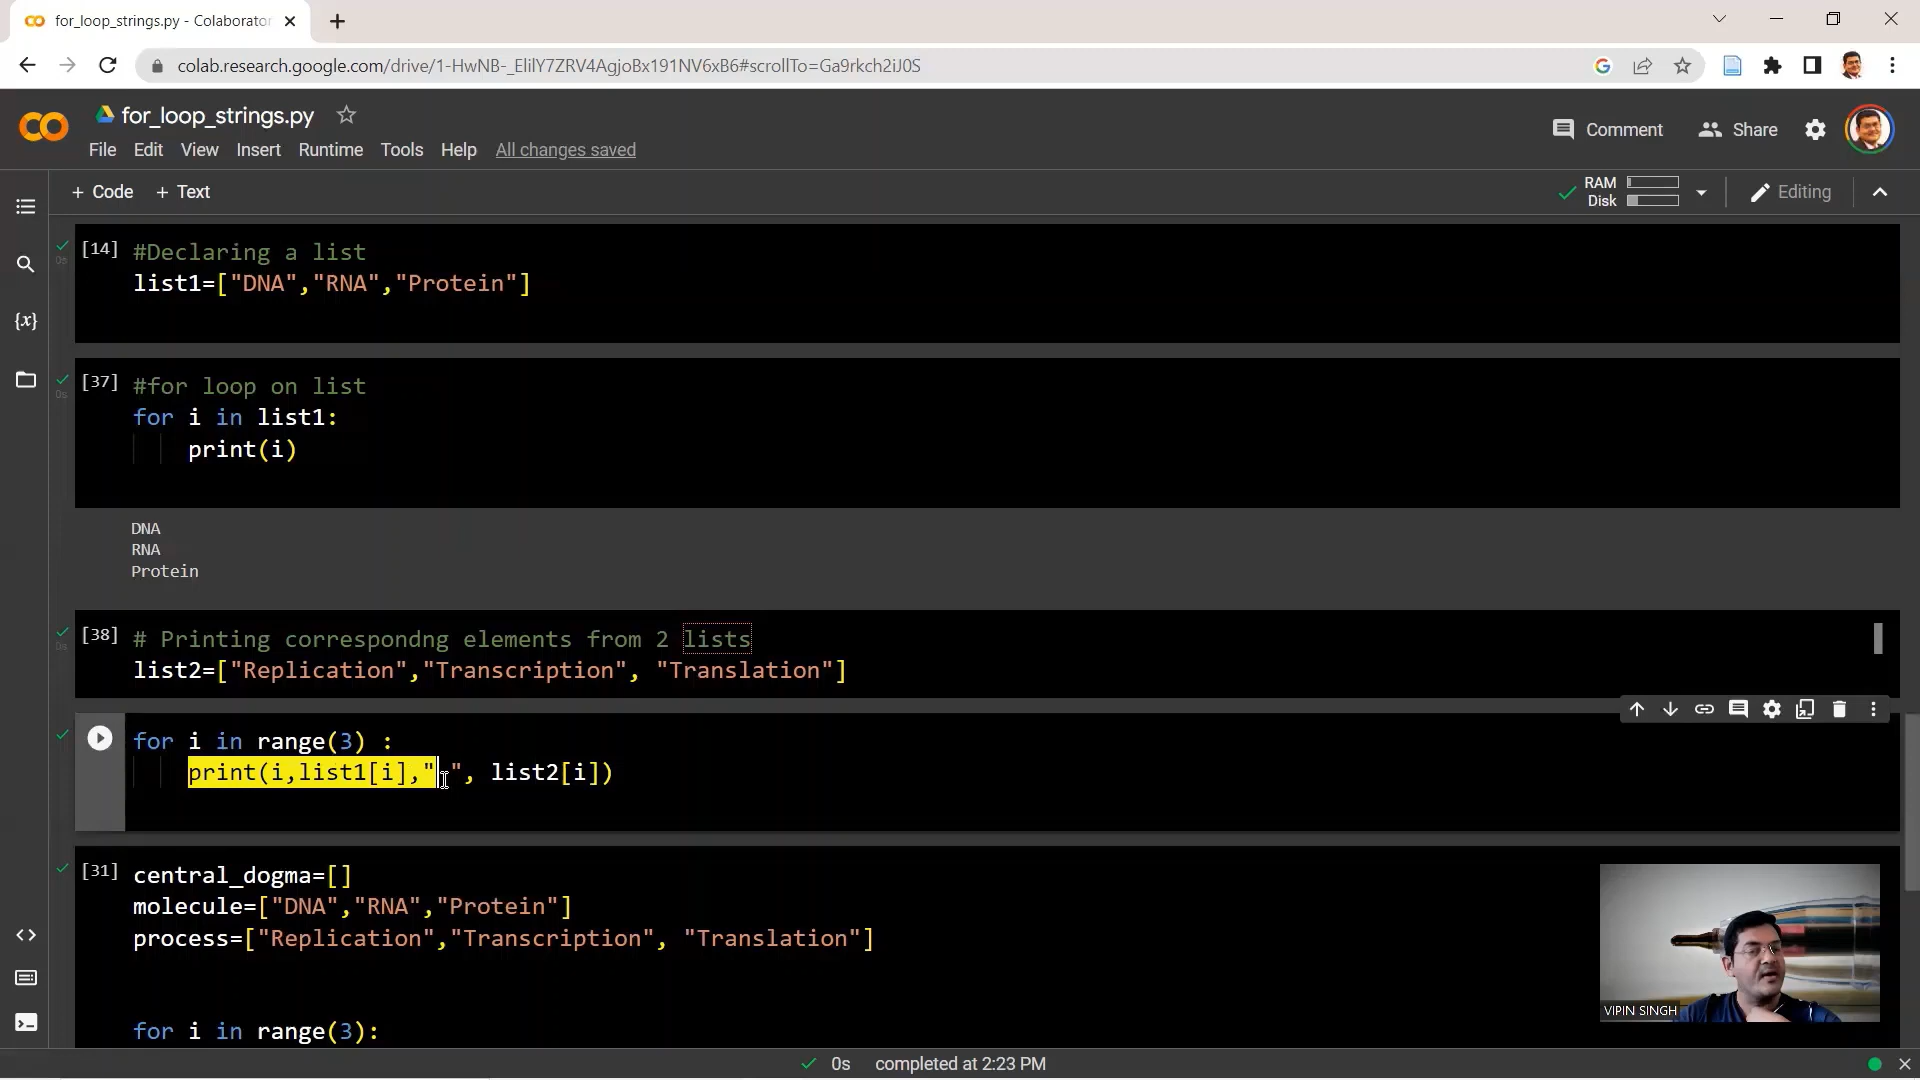 for_loop_strings.py - Colaborator
colab.research.google.com/drive/1-HwNB-_ElilY7ZRV4AgjoBx191NV6xB6#scrollTo=Ga9rkch2iJ0S
for_loop_strings.py
Comment
Share
File Edit View Insert Runtime Tools Help All changes saved
+ Code + Text
RAM
Disk
Editing
[14] #Declaring a list
0s
list1=["DNA","RNA","Protein"]
{x}
[37] #for loop on list
0s
for i in list1:
print(i)
DNA
RNA
Protein
[38] # Printing correspondng elements from 2 lists
0s
list2=["Replication","Transcription", "Translation"]
for i in range(3) :
print(i,list1[i]," ", list2[i])
[31] central_dogma=[]
molecule=["DNA","RNA","Protein"]
process=["Replication","Transcription", "Translation"]
for i in range(3):
VIPIN SINGH
0s completed at 2:23 PM